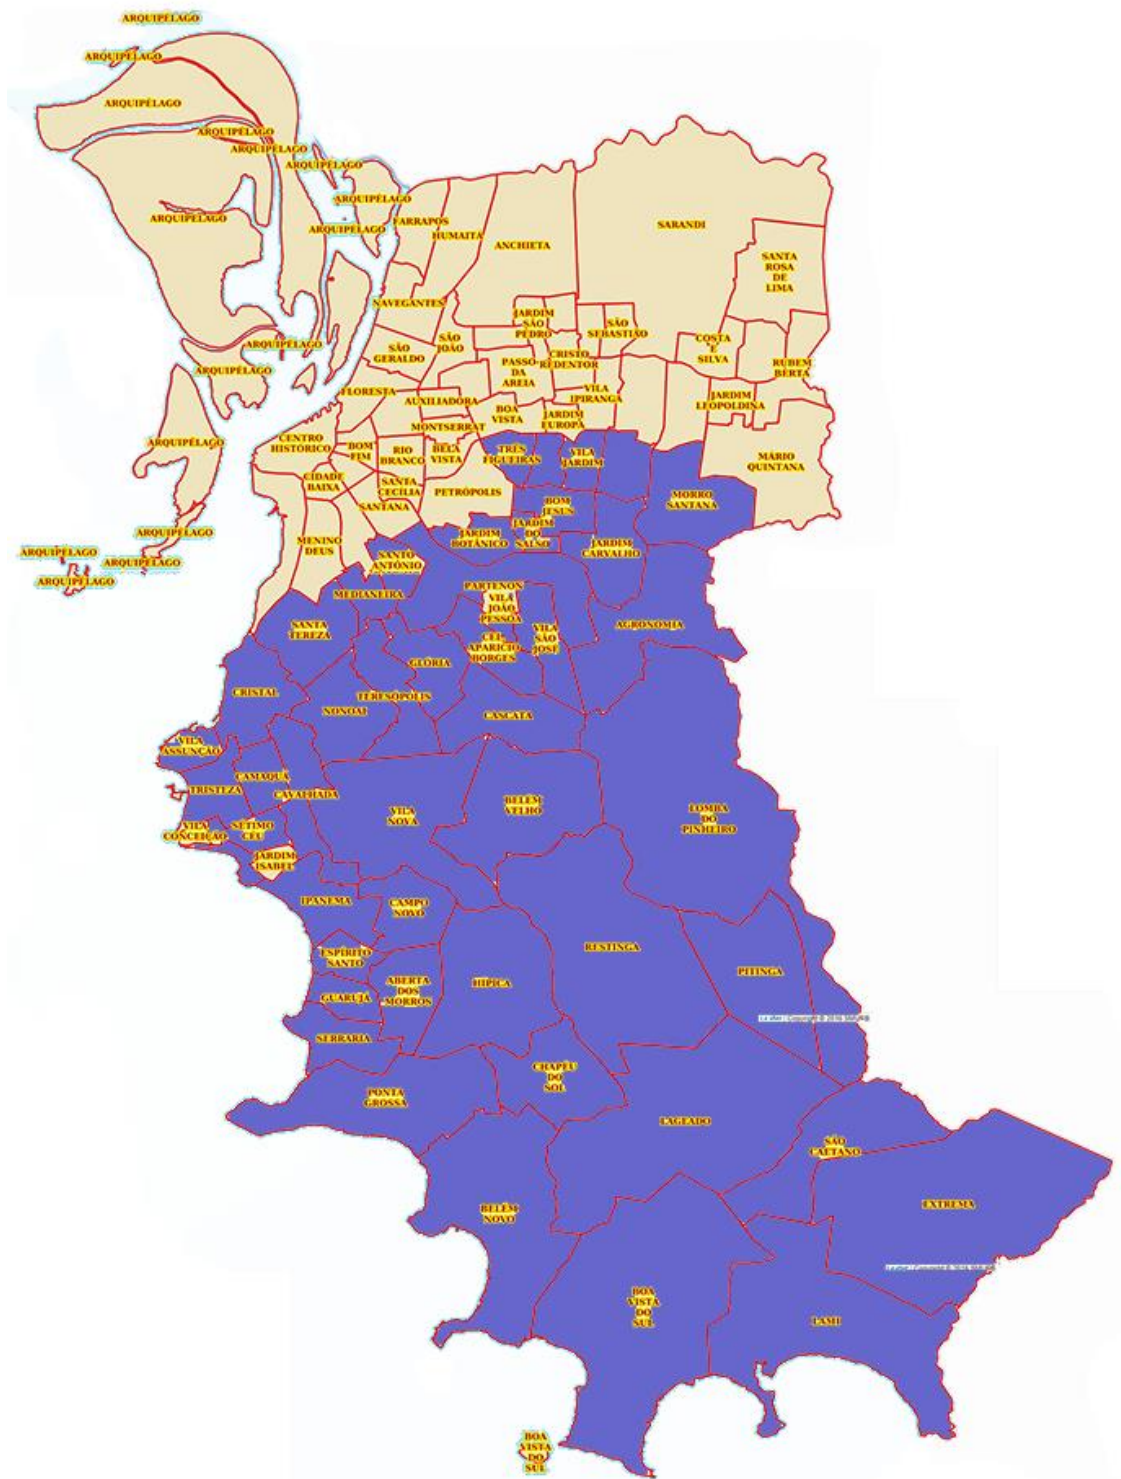 ARQUIPÉLAGO
ARQUIPÉLAGO
ARQUIPÉLAGO
ARQUIPÉLAGO
ARQUIPÉLAGO
ARQUIPÉLAGO
ARQUIPÉLAGO
ARQUIPÉLAGO
ARQUIPÉLAGO
FARRAPOS
HUMAITÁ
ANCHIETA
SARANDI
SANTA
ROSA
DE
LIMA
NAVEGANTES
JARDIM
SÃO
PEDRO
SÃO
SEBASTIÃO
ARQUIPÉLAGO
SÃO
GERALDO
SÃO
JOÃO
COSTA
E
SILVA
CRISTO
REDENTOR
RUBEM
BERTA
ARQUIPÉLAGO
PASSO
DA
AREIA
FLORESTA
VILA
IPIRANGA
AUXILIADORA
JARDIM
LEOPOLDINA
BOA
VISTA
JARDIM
EUROPA
MONTSERRAT
ARQUIPÉLAGO
CENTRO
HISTÓRICO
BOM
FIM
RIO
BRANCO
BELA
VISTA
TRÊS
FIGUEIRAS
VILA
JARDIM
MÁRIO
QUINTANA
CIDADE
BAIXA
SANTA
CECÍLIA
PETRÓPOLIS
SANTANA
BOM
JESUS
MORRO
SANTANA
ARQUIPÉLAGO
MENINO
DEUS
JARDIM
BOTÂNICO
JARDIM
DO
SALSO
JARDIM
CARVALHO
ARQUIPÉLAGO
ARQUIPÉLAGO
ARQUIPÉLAGO
SANTO
ANTÔNIO
MEDIANEIRA
PARTENON
VILA
JOÃO
PESSOA
SANTA
TEREZA
VILA
SÃO
JOSÉ
AGRONOMIA
CEL.
APARICIO
BORGES
GLÓRIA
CRISTAL
TERESÓPOLIS
NONOAI
CASCATA
VILA
ASSUNÇÃO
CAMAQUÃ
TRISTEZA
CAVALHADA
VILA
NOVA
BELÉM
VELHO
LOMBA
DO
PINHEIRO
VILA
CONCEIÇÃO
SÉTIMO
CÉU
JARDIM
ISABEL
IPANEMA
CAMPO
NOVO
RESTINGA
ESPÍRITO
SANTO
PITINGA
ABERTA
DOS
MORROS
HÍPICA
GUARUJÁ
SERRARIA
CHAPÉU
DO
SOL
PONTA
GROSSA
LAGEADO
SÃO
CAETANO
BELÉM
NOVO
EXTREMA
BOA
VISTA
DO
SUL
LAMI
BOA
VISTA
DO
SUL